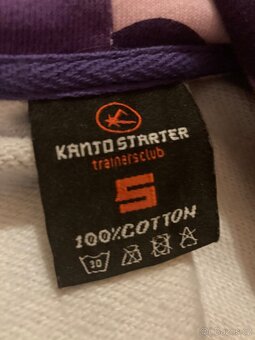 KANTO STARTER
trainersclub
S
100%COTTON
30